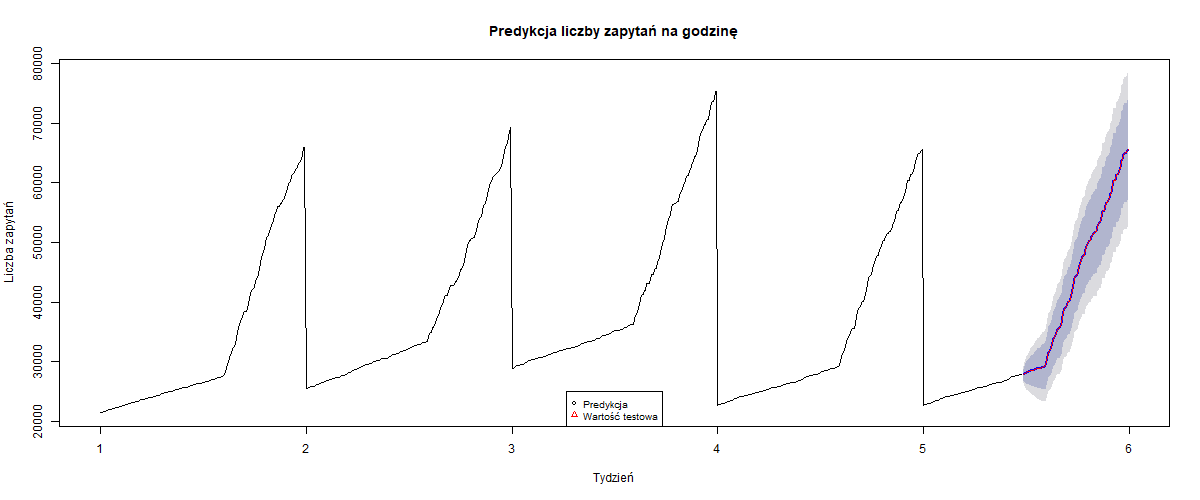 Predykcja liczby zapytań na godzinę
Liczba zapytań
80000
70000
60000
50000
40000
30000
20000
Predykcja
Wartość testowa
1 2 3 4 5 6
Tydzień